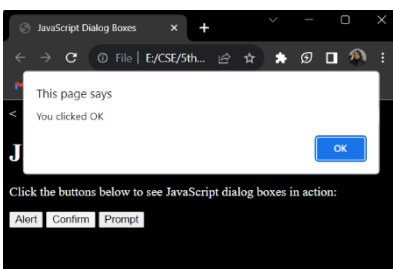 JavaScript Dialog Boxes
File | E:/CSE/5th...
This page says
You clicked OK
OK
J
Click the buttons below to see JavaScript dialog boxes in action:
Alert Confirm Prompt